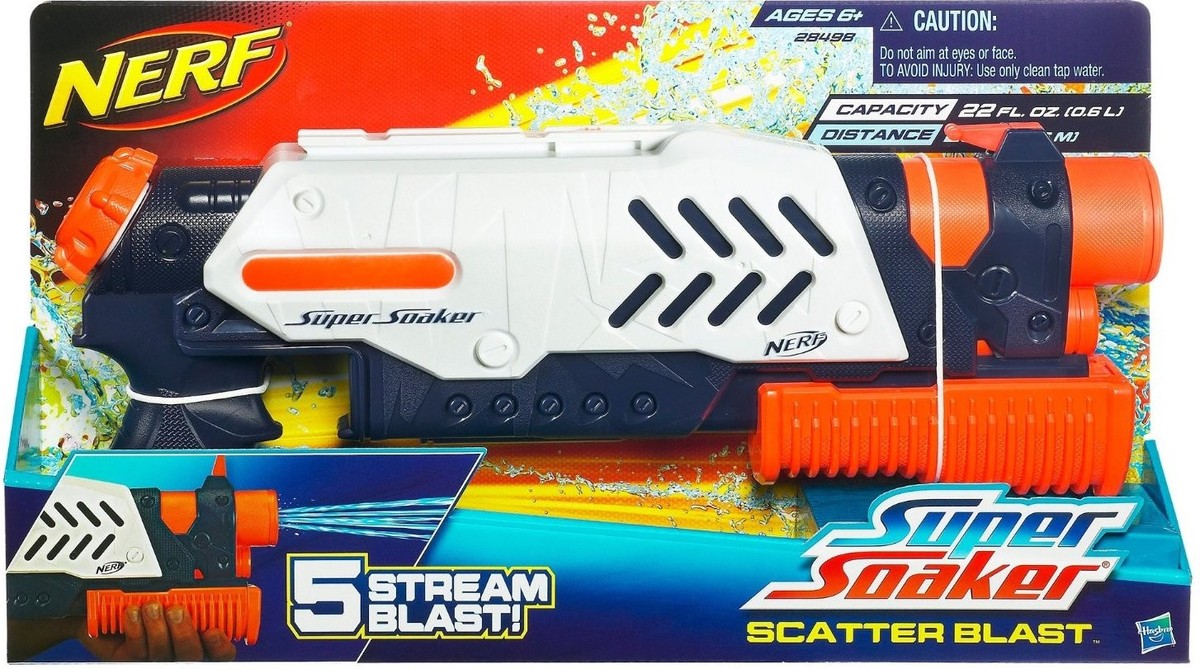 NERF
AGES 6+
28498
CAUTION:
Do not aim at eyes or face.
TO AVOID INJURY: Use only clean tap water.
CAPACITY 22 FL. OZ. (0.6 L)
DISTANCE M)
Super Soaker
NERF
NERF
5 STREAM
BLAST!
Super
Soaker®
SCATTER BLAST™
Hasbro